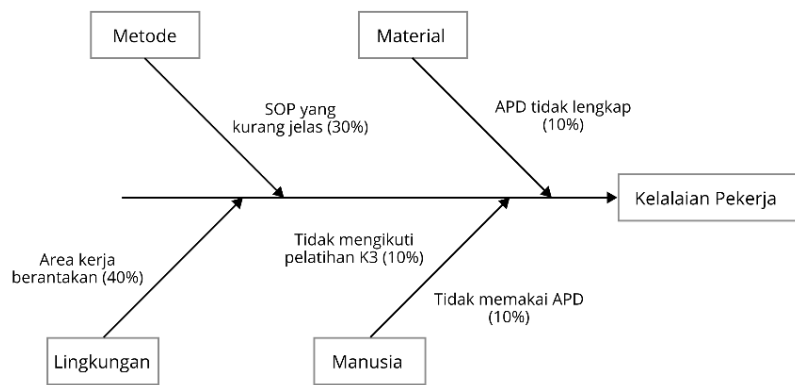 Metode
Material
SOP yang
kurang jelas (30%)
APD tidak lengkap
(10%)
Kelalaian Pekerja
Area kerja
berantakan (40%)
Tidak mengikuti
pelatihan K3 (10%)
Tidak memakai APD
(10%)
Lingkungan
Manusia